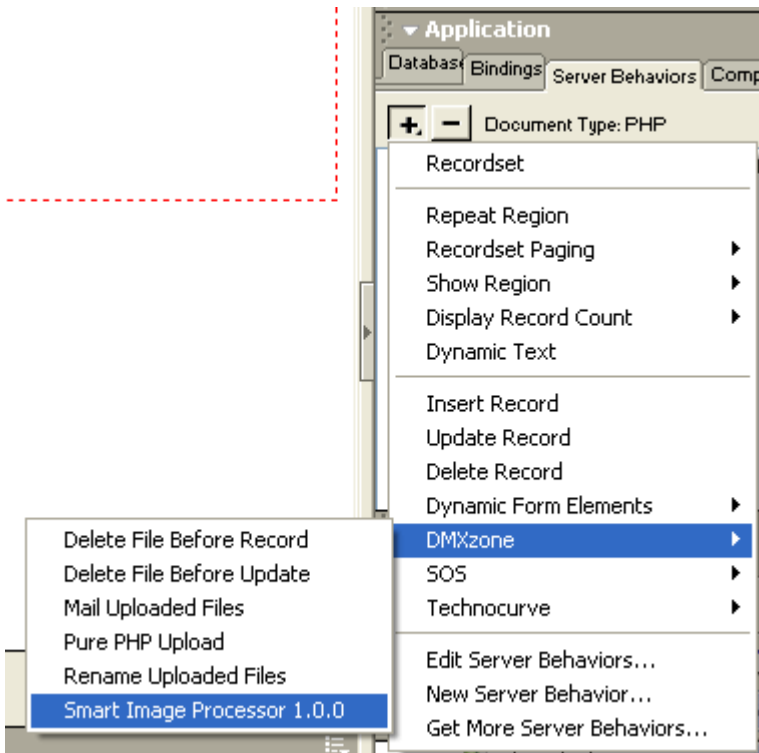 Application
Database Bindings Server Behaviors Comp
Document Type: PHP
Recordset
Repeat Region
Recordset Paging
Show Region
Display Record Count
Dynamic Text
Insert Record
Update Record
Delete Record
Dynamic Form Elements
DMXzone
SOS
Technocurve
Edit Server Behaviors...
New Server Behavior...
Get More Server Behaviors...
Delete File Before Record
Delete File Before Update
Mail Uploaded Files
Pure PHP Upload
Rename Uploaded Files
Smart Image Processor 1.0.0